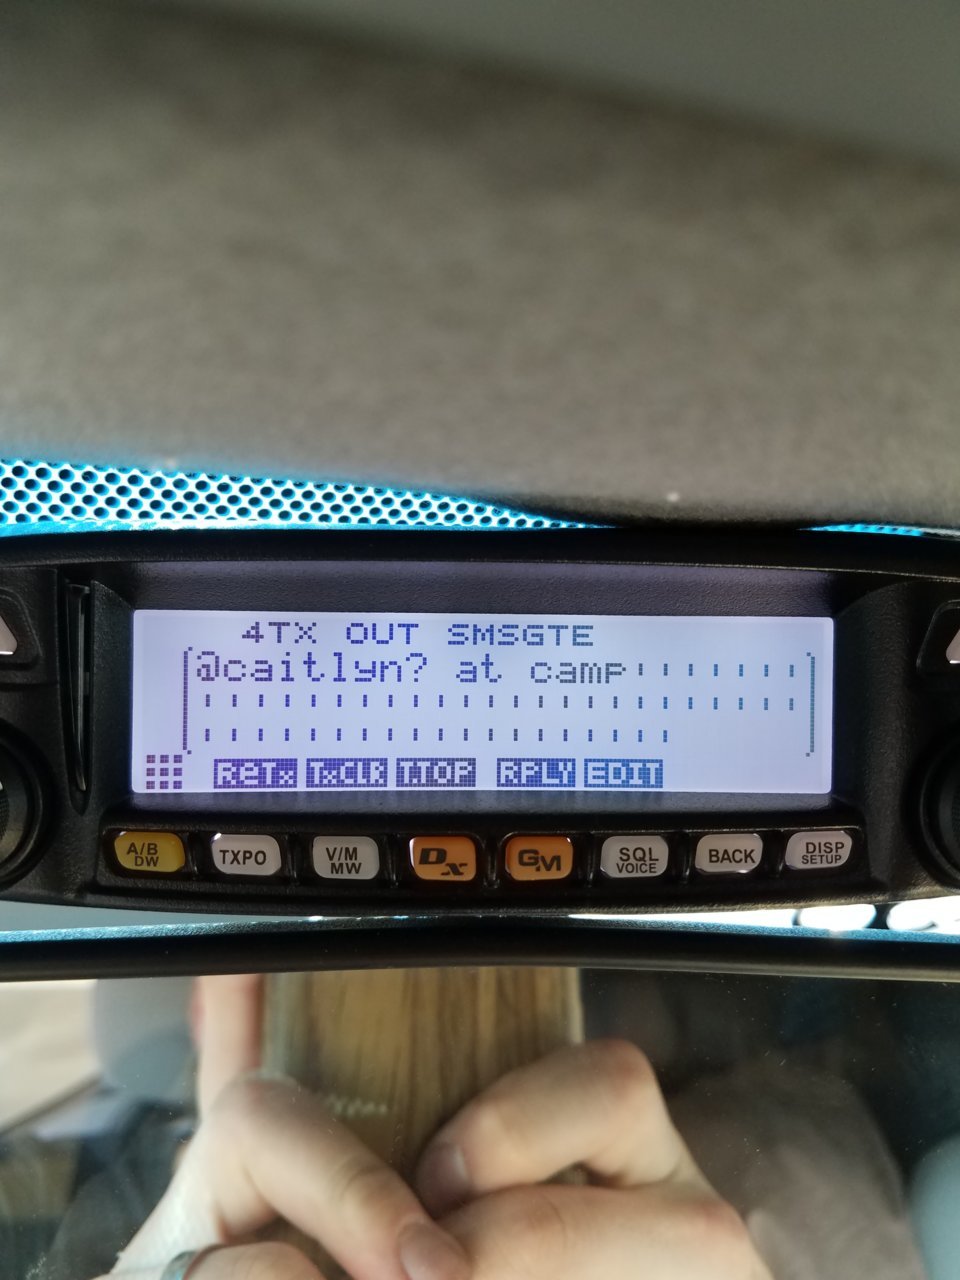 4TX OUT SMSGTE
@caitlyn? at camp
RETx TxCLR TTOP RPLY EDIT
A/B DW TXPO V/M MW Dx GM SQL VOICE BACK DISP SETUP